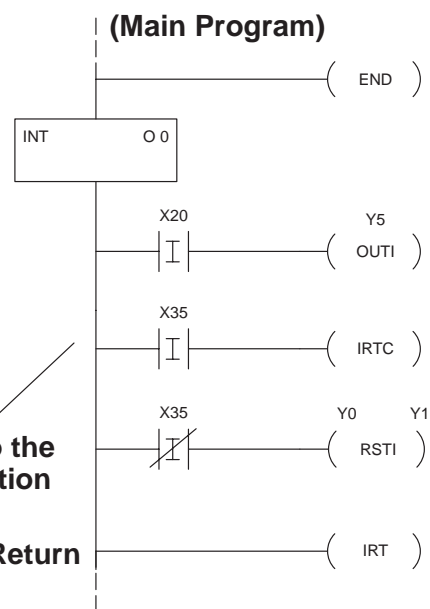 (Main Program)
END
INT O 0
X20 Y5
OUTI
X35
IRTC
X35 Y0 Y1
RSTI
the
tion
Return
IRT